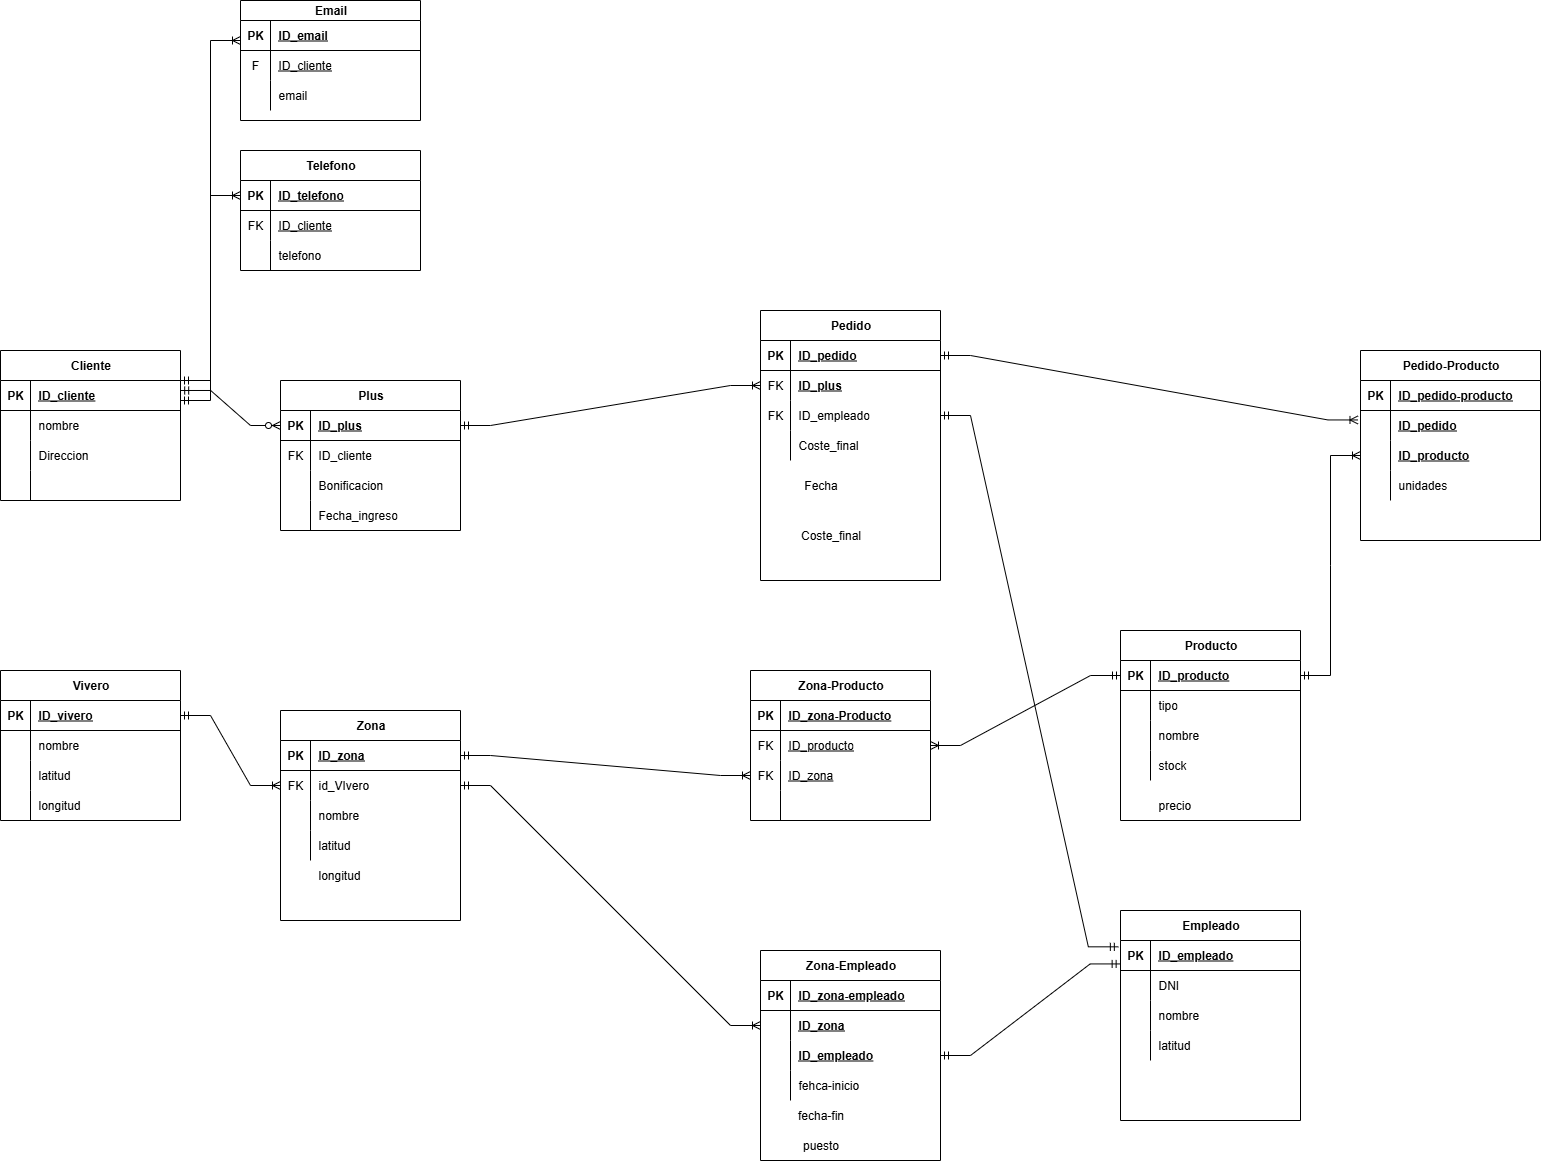 Email
PK ID_email
F ID_cliente
email
Telefono
PK ID_telefono
FK ID_cliente
telefono
Cliente
PK ID_cliente
nombre
Direccion
Plus
PK ID_plus
FK ID_cliente
Bonificacion
Fecha_ingreso
Pedido
PK ID_pedido
FK ID_plus
FK ID_empleado
Coste_final
Fecha
Coste_final
Pedido-Producto
PK ID_pedido-producto
ID_pedido
ID_producto
unidades
Vivero
PK ID_vivero
nombre
latitud
longitud
Zona
PK ID_zona
FK id_VIvero
nombre
latitud
longitud
Zona-Producto
PK ID_zona-Producto
FK ID_producto
FK ID_zona
Producto
PK ID_producto
tipo
nombre
stock
precio
Zona-Empleado
PK ID_zona-empleado
ID_zona
ID_empleado
fehca-inicio
fecha-fin
puesto
Empleado
PK ID_empleado
DNI
nombre
latitud